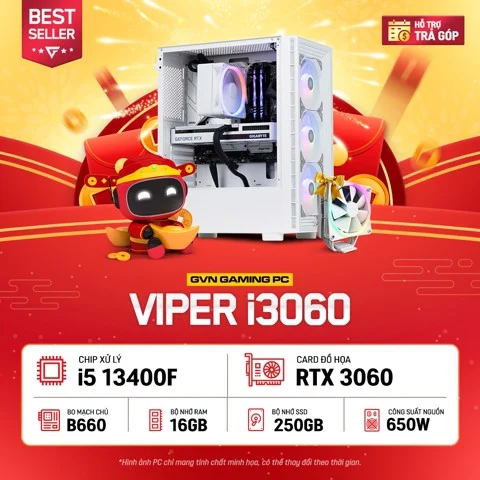 BEST
SELLER
HỖ TRỢ
TRẢ GÓP
GEFORCE RTX
GIGABYTE
GVN GAMING PC
VIPER i3060
CHIP XỬ LÝ
i5 13400F
CARD ĐỒ HỌA
RTX 3060
BO MẠCH CHỦ
B660
BỘ NHỚ RAM
16GB
BỘ NHỚ SSD
250GB
CÔNG SUẤT NGUỒN
650W
*Hình ảnh PC chỉ mang tính chất minh họa, có thể thay đổi theo thời gian.